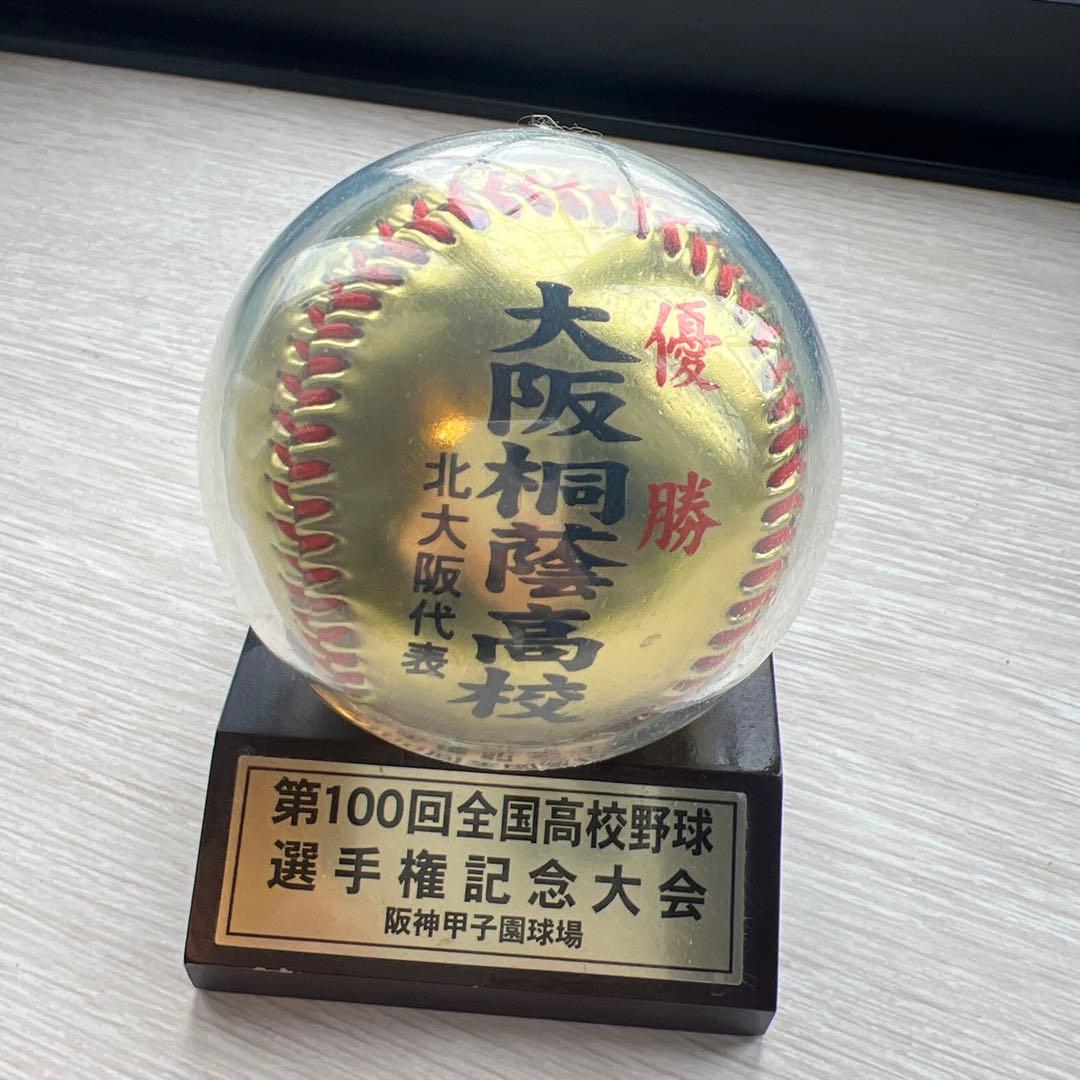 優勝
大阪桐蔭高校
北大阪代表
第100回全国高校野球
選手権記念大会
阪神甲子園球場